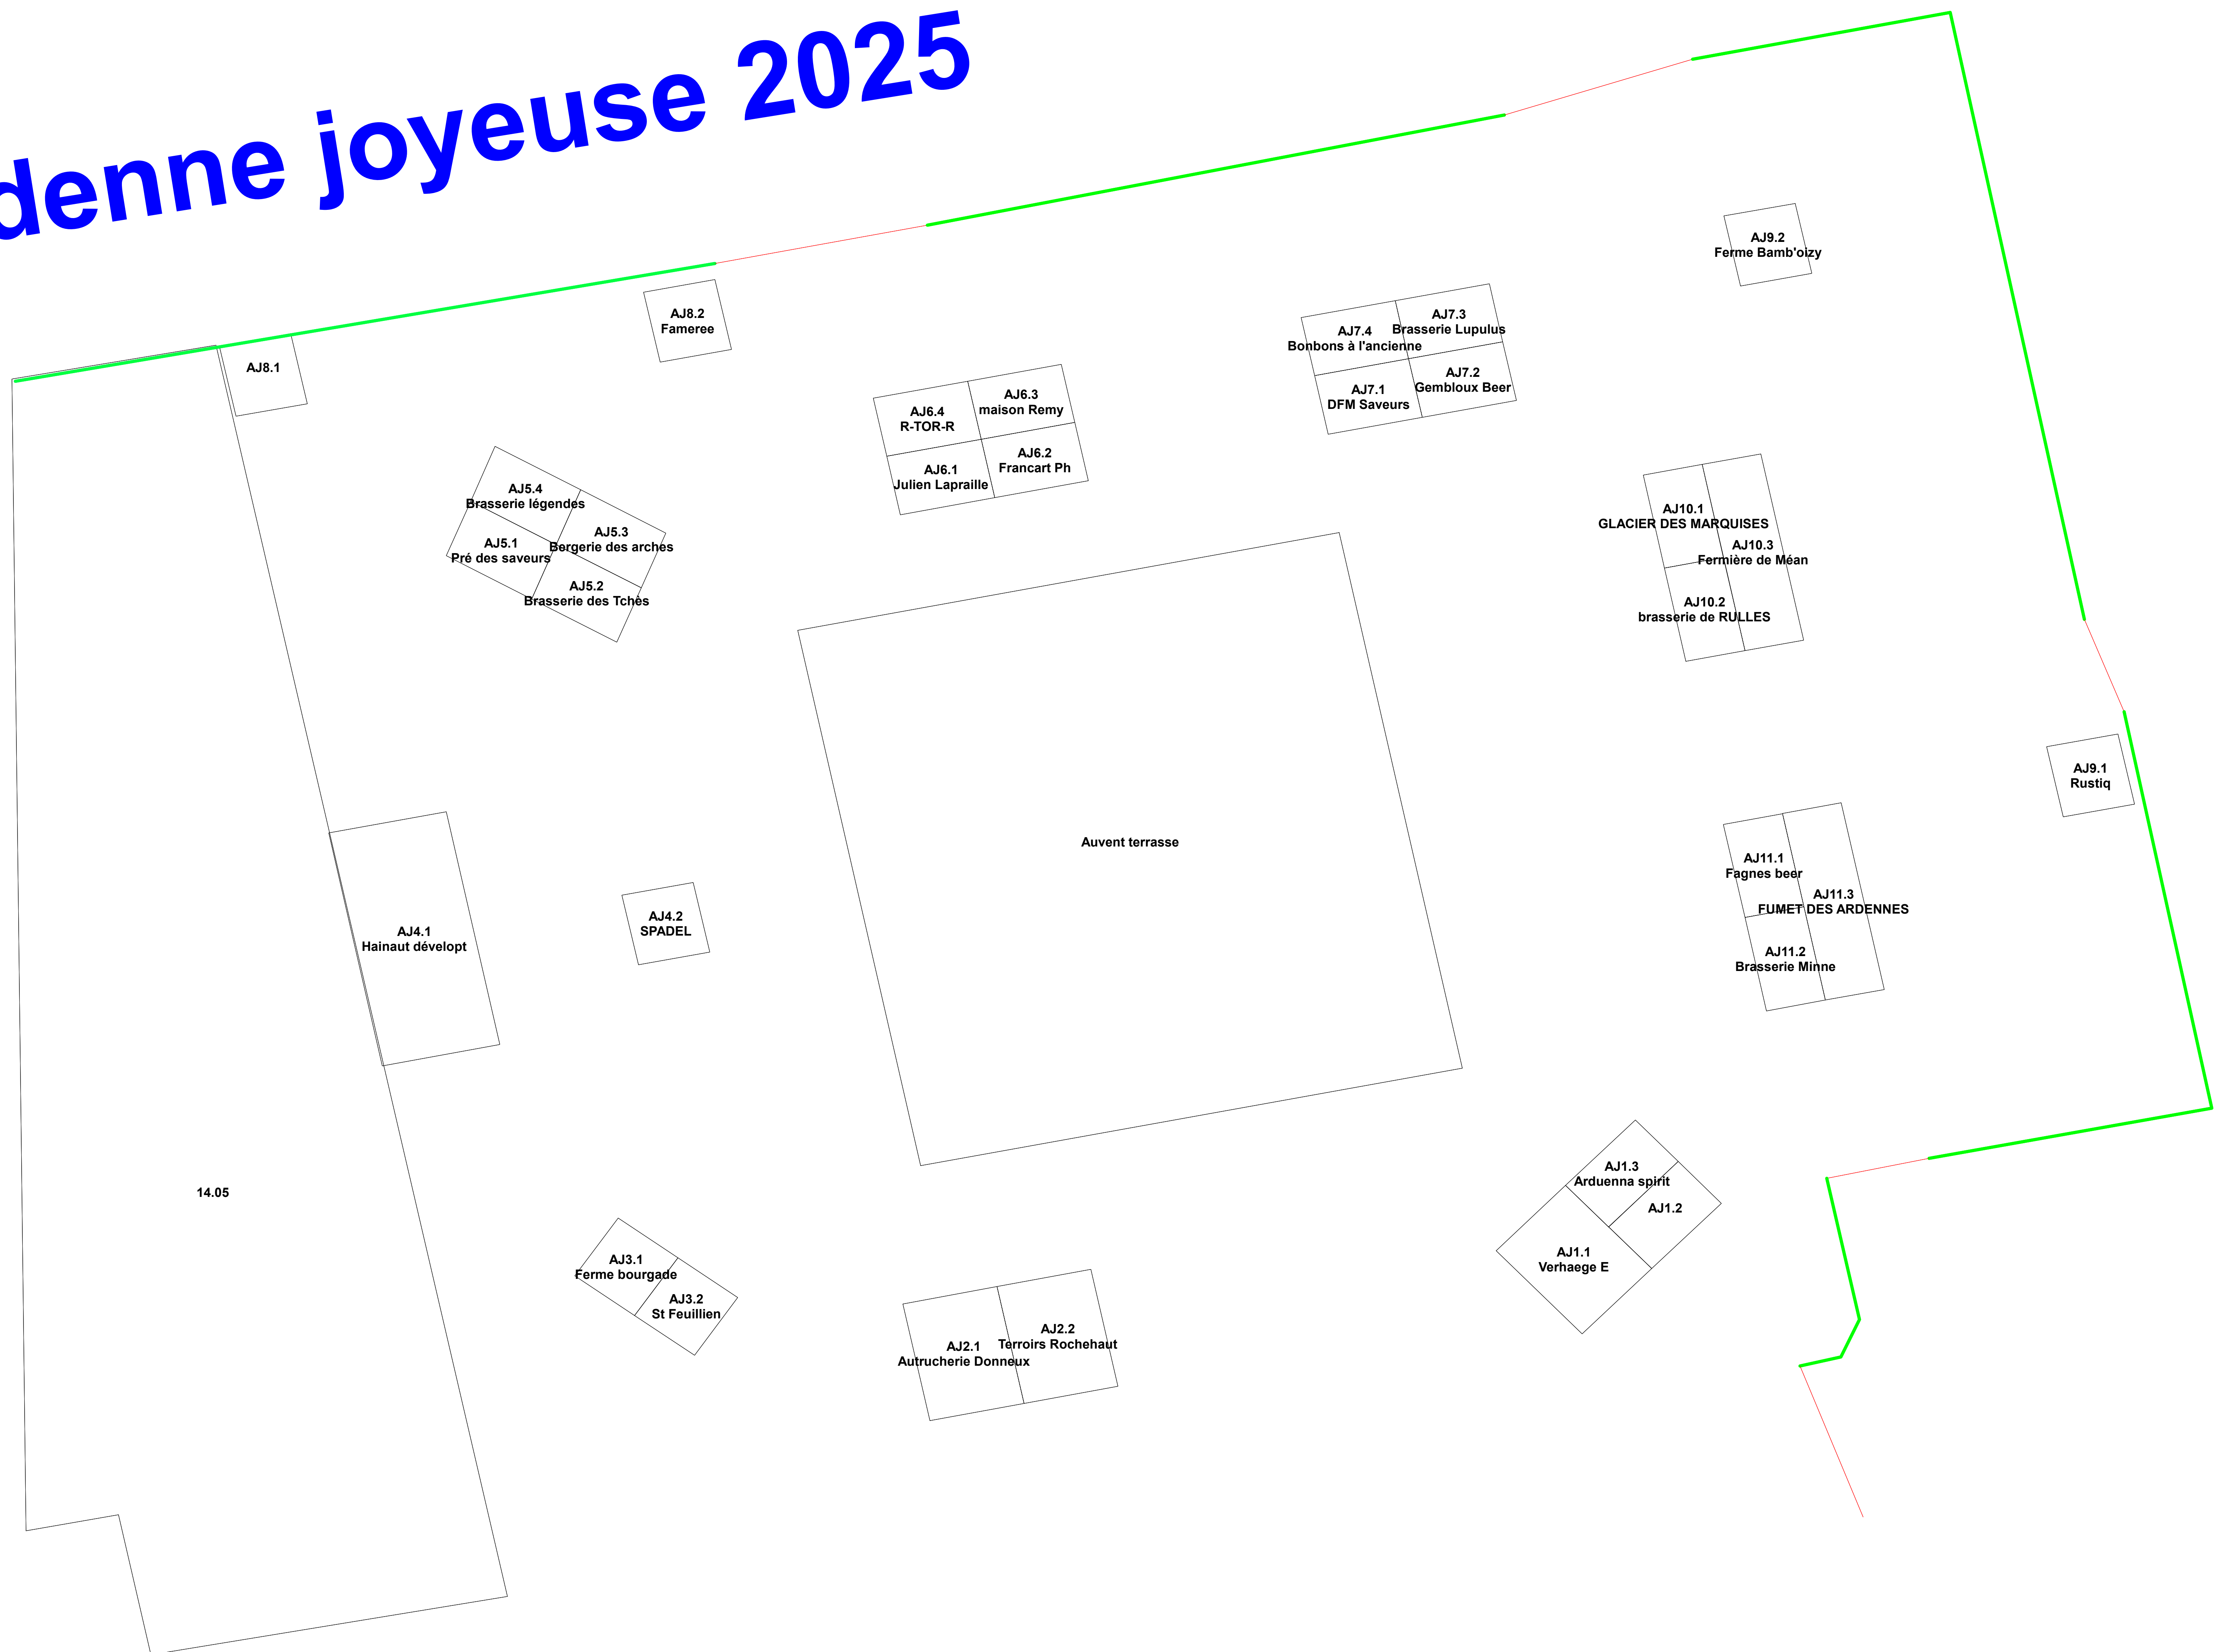 denne joyeuse 2025
AJ9.2
Ferme Bamb'oizy
AJ8.2
Fameree
AJ7.3
Brasserie Lupulus
AJ7.4
Bonbons à l'ancienne
AJ7.2
Gembloux Beer
AJ7.1
DFM Saveurs
AJ8.1
AJ6.3
maison Remy
AJ6.4
R-TOR-R
AJ6.2
Francart Ph
AJ6.1
Julien Lapraille
AJ5.4
Brasserie légendes
AJ5.3
Bergerie des arches
AJ5.1
Pré des saveurs
AJ5.2
Brasserie des Tchès
AJ10.1
GLACIER DES MARQUISES
AJ10.3
Fermière de Méan
AJ10.2
brasserie de RULLES
AJ9.1
Rustiq
Auvent terrasse
AJ11.1
Fagnes beer
AJ11.3
FUMET DES ARDENNES
AJ11.2
Brasserie Minne
AJ4.2
SPADEL
AJ4.1
Hainaut dévelopt
14.05
AJ1.3
Arduenna spirit
AJ1.2
AJ1.1
Verhaege E
AJ3.1
Ferme bourgade
AJ3.2
St Feuillien
AJ2.2
Terroirs Rochehaut
AJ2.1
Autrucherie Donneux